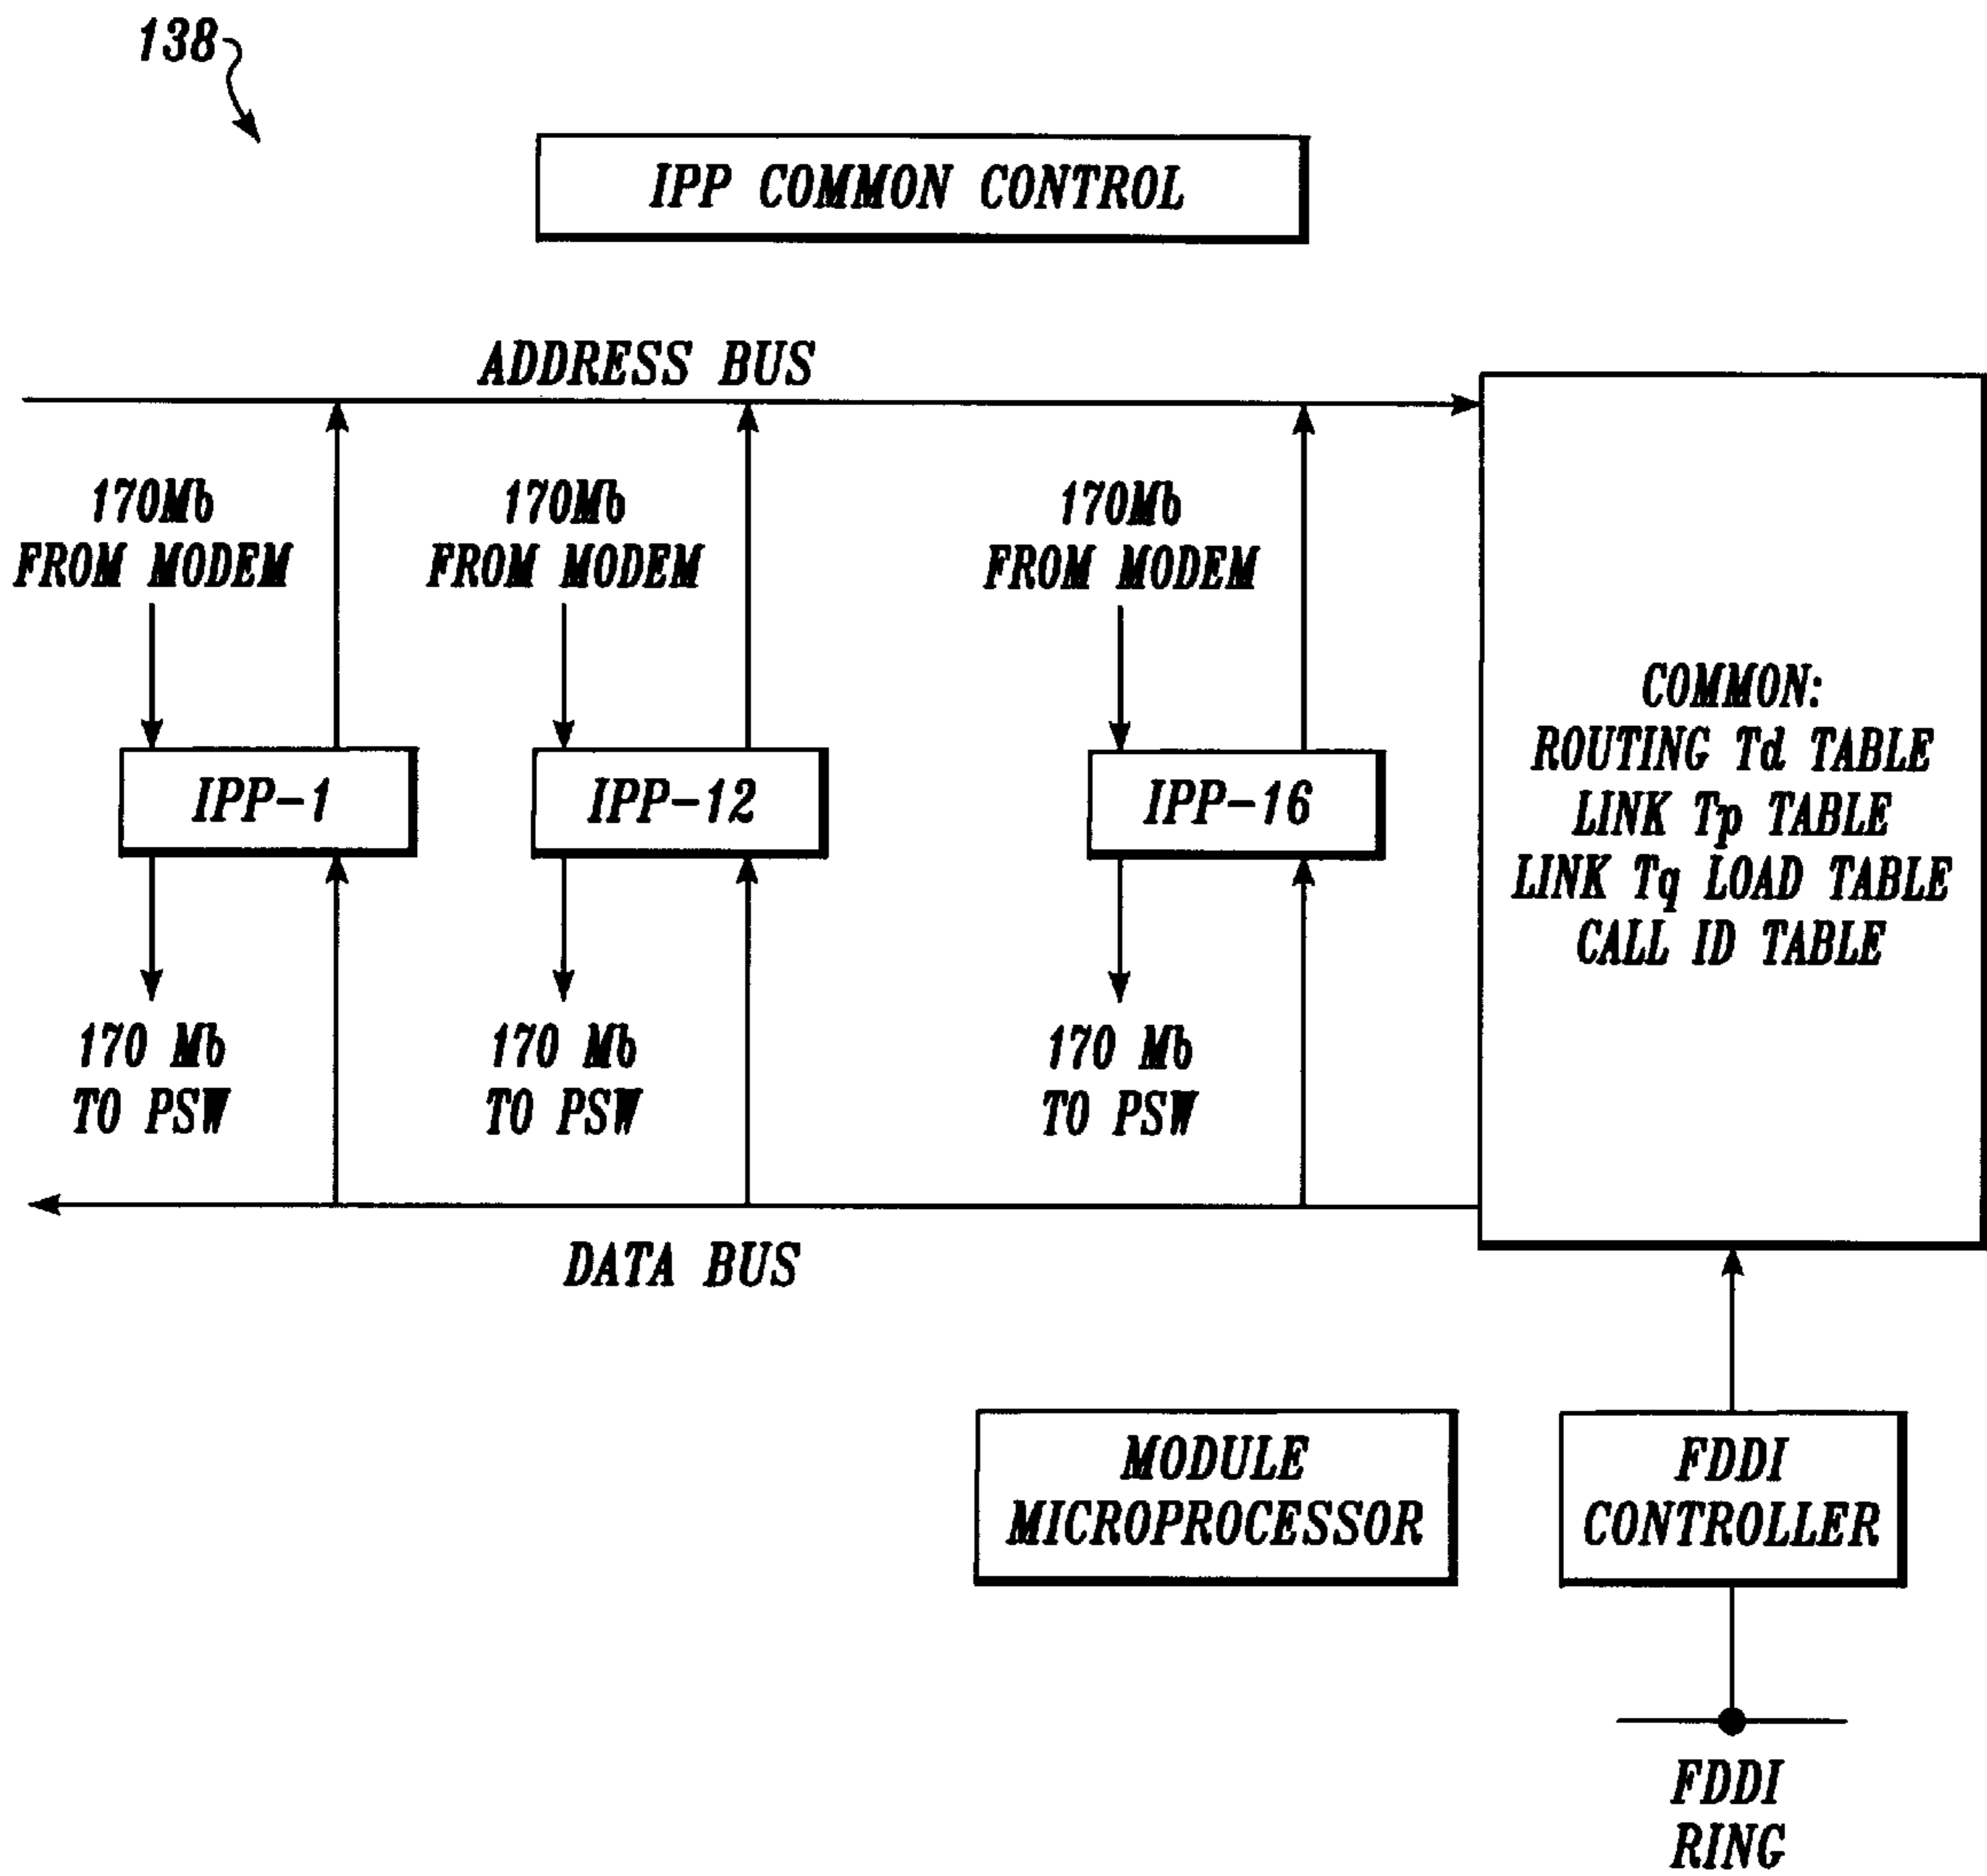 138
IPP COMMON CONTROL
ADDRESS BUS
170Mb
FROM MODEM
170Mb
FROM MODEM
170Mb
FROM MODEM
IPP-1
IPP-12
IPP-16
170 Mb
TO PSW
170 Mb
TO PSW
170 Mb
TO PSW
COMMON:
ROUTING Td TABLE
LINK Tp TABLE
LINK Tq LOAD TABLE
CALL ID TABLE
DATA BUS
MODULE
MICROPROCESSOR
FDDI
CONTROLLER
FDDI
RING